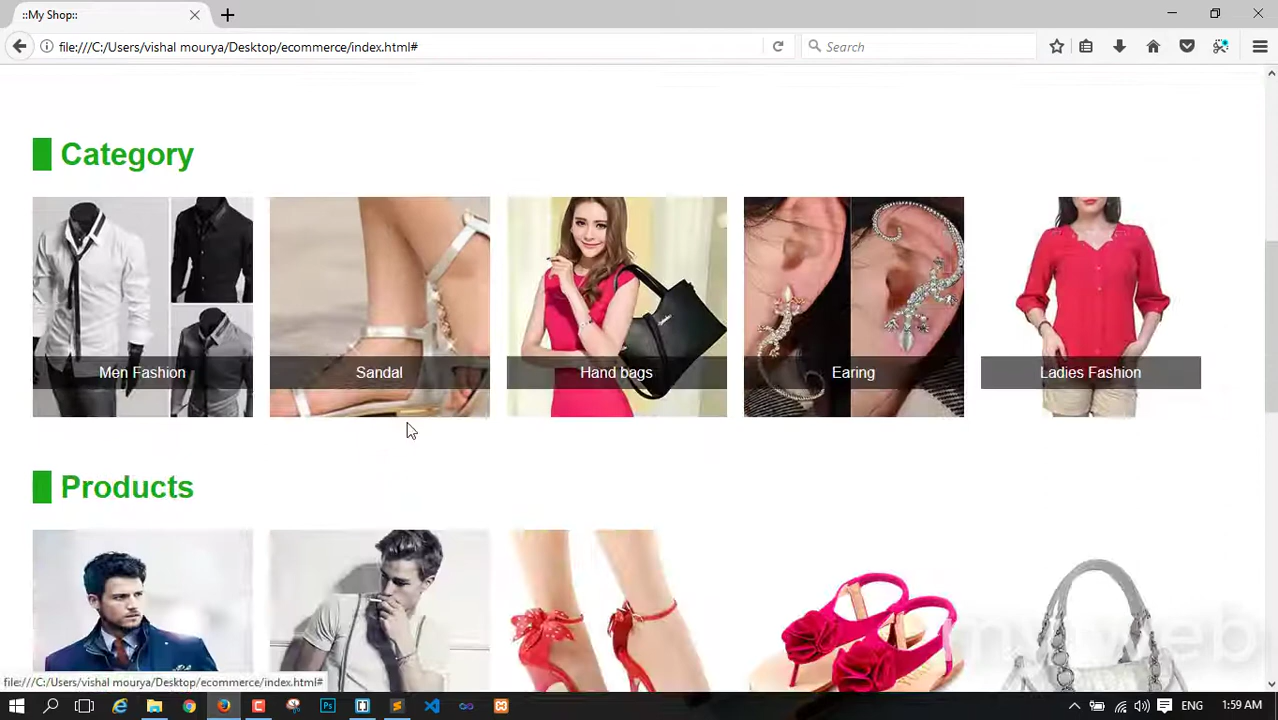 ::My Shop::
file:///C:/Users/vishal mourya/Desktop/ecommerce/index.html#
Search
Category
Men Fashion
Sandal
Hand bags
Earing
Ladies Fashion
Products
file:///C:/Users/vishal mourya/Desktop/ecommerce/index.html#
ENG
1:59 AM